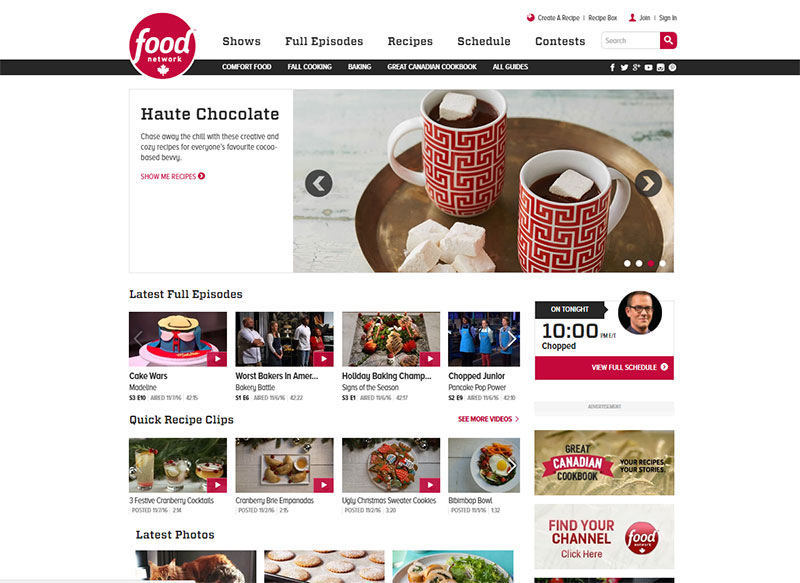 Create A Recipe | Recipe Box Join | Sign In
food
network
Shows Full Episodes Recipes Schedule Contests Search
COMFORT FOOD FALL COOKING BAKING GREAT CANADIAN COOKBOOK ALL GUIDES
Haute Chocolate
Chase away the chill with these creative and
cozy recipes for everyone's favourite cocoa-
based bevvy.
SHOW ME RECIPES
Latest Full Episodes
Cake Wars
Madeline
S3 E10 | AIRED 11/7/16 | 42:15
Worst Bakers in Amer...
Bakery Battle
S1 E6 | AIRED 11/6/16 | 42:22
Holiday Baking Champ...
Signs of the Season
S3 E1 | AIRED 11/6/16 | 42:17
Chopped Junior
Pancake Pop Power
S2 E9 | AIRED 11/6/16 | 42:10
ON TONIGHT
10:00 PM E/T
Chopped
VIEW FULL SCHEDULE
ADVERTISEMENT
Quick Recipe Clips
SEE MORE VIDEOS
3 Festive Cranberry Cocktails
POSTED 11/2/16 | 2:14
Cranberry Brie Empanadas
POSTED 11/2/16 | 2:15
Ugly Christmas Sweater Cookies
POSTED 11/2/16 | 3:20
Bibimbap Bowl
POSTED 11/1/16 | 1:32
GREAT
CANADIAN
COOKBOOK
YOUR RECIPES,
YOUR STORIES.
FIND YOUR
CHANNEL
Click Here
food
network
Latest Photos